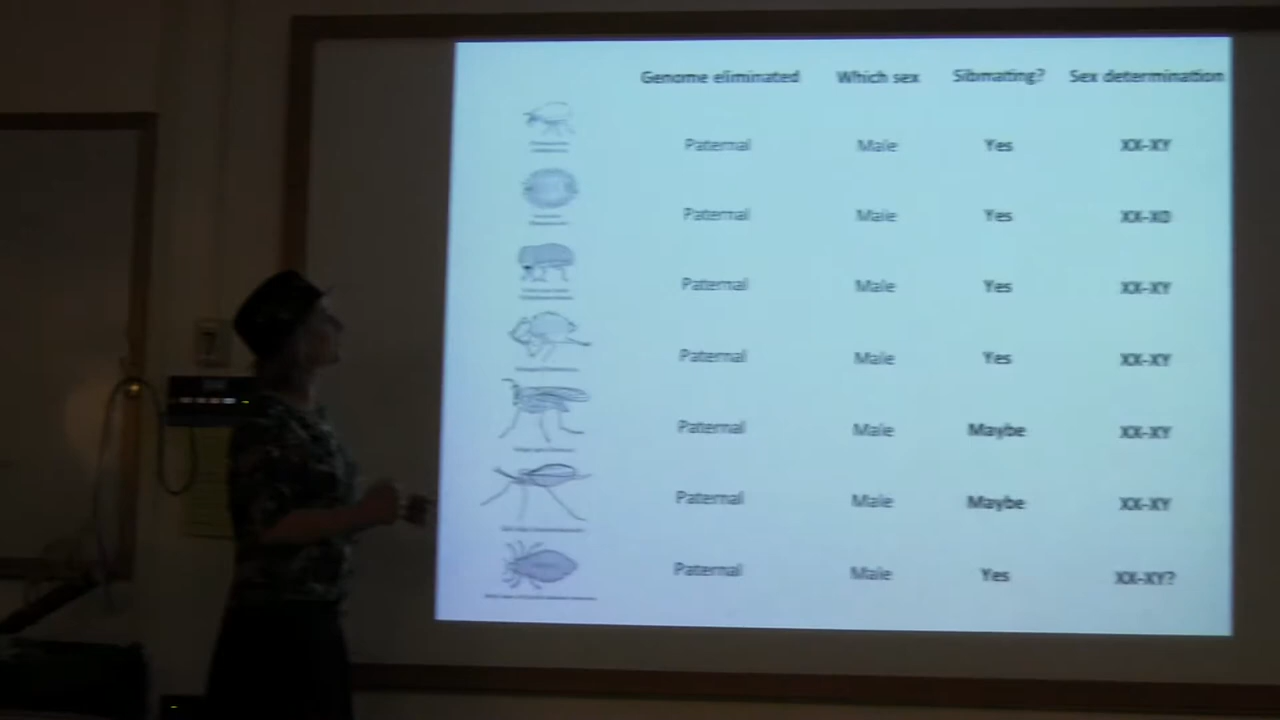 Genome eliminated Which sex Sibmating? Sex determination
Paternal Male Yes XX-XY
Paternal Male Yes XX-XO
Paternal Male Yes XX-XY
Paternal Male Yes XX-XY
Paternal Male Maybe XX-XY
Paternal Male Maybe XX-XY
Paternal Male Yes XX-XY?